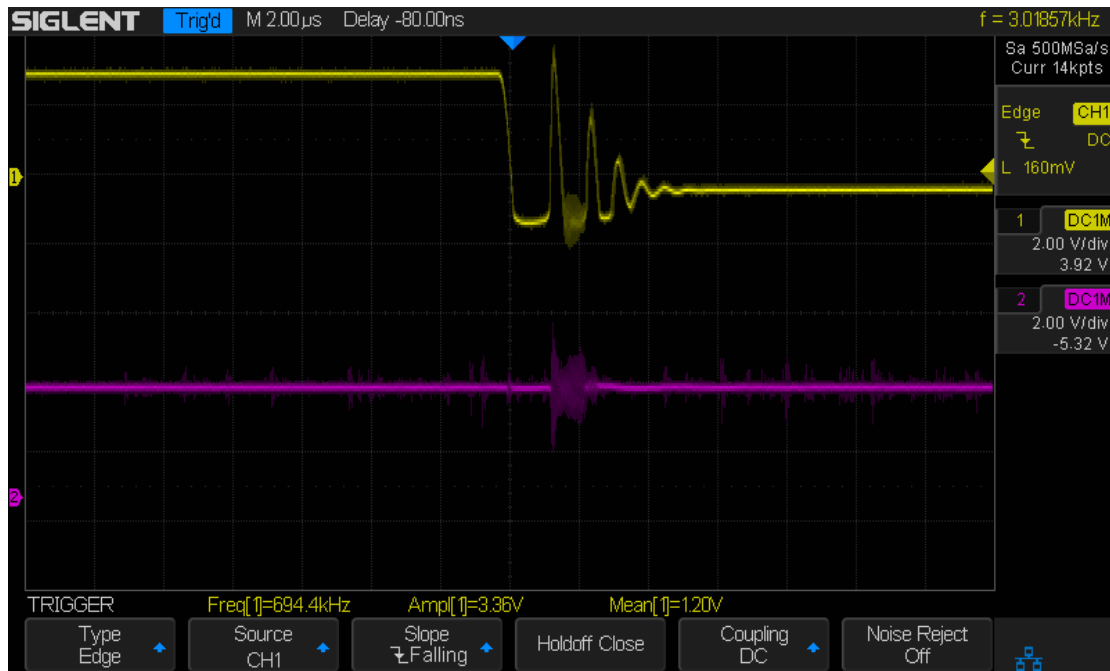 SIGLENT Trig'd M 2.00µs Delay -80.00ns f = 3.01857kHz
Sa 500MSa/s
Curr 14kpts
Edge CH1
DC
L 160mV
1 DC1M
2.00 V/div
3.92 V
2 DC1M
2.00 V/div
-5.32 V
1
2
TRIGGER Freq[1]=694.4kHz Ampl[1]=3.36V Mean[1]=1.20V
Type
Edge
Source
CH1
Slope
Falling
Holdoff Close
Coupling
DC
Noise Reject
Off